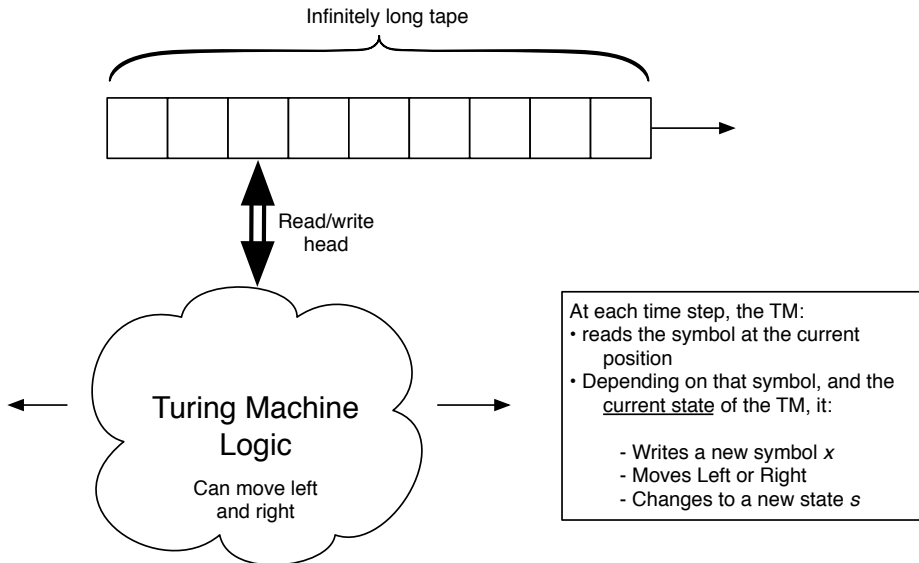 Infinitely long tape
Read/write
head
Turing Machine
Logic
Can move left
and right
At each time step, the TM:
• reads the symbol at the current
position
• Depending on that symbol, and the
current state of the TM, it:
- Writes a new symbol x
- Moves Left or Right
- Changes to a new state s